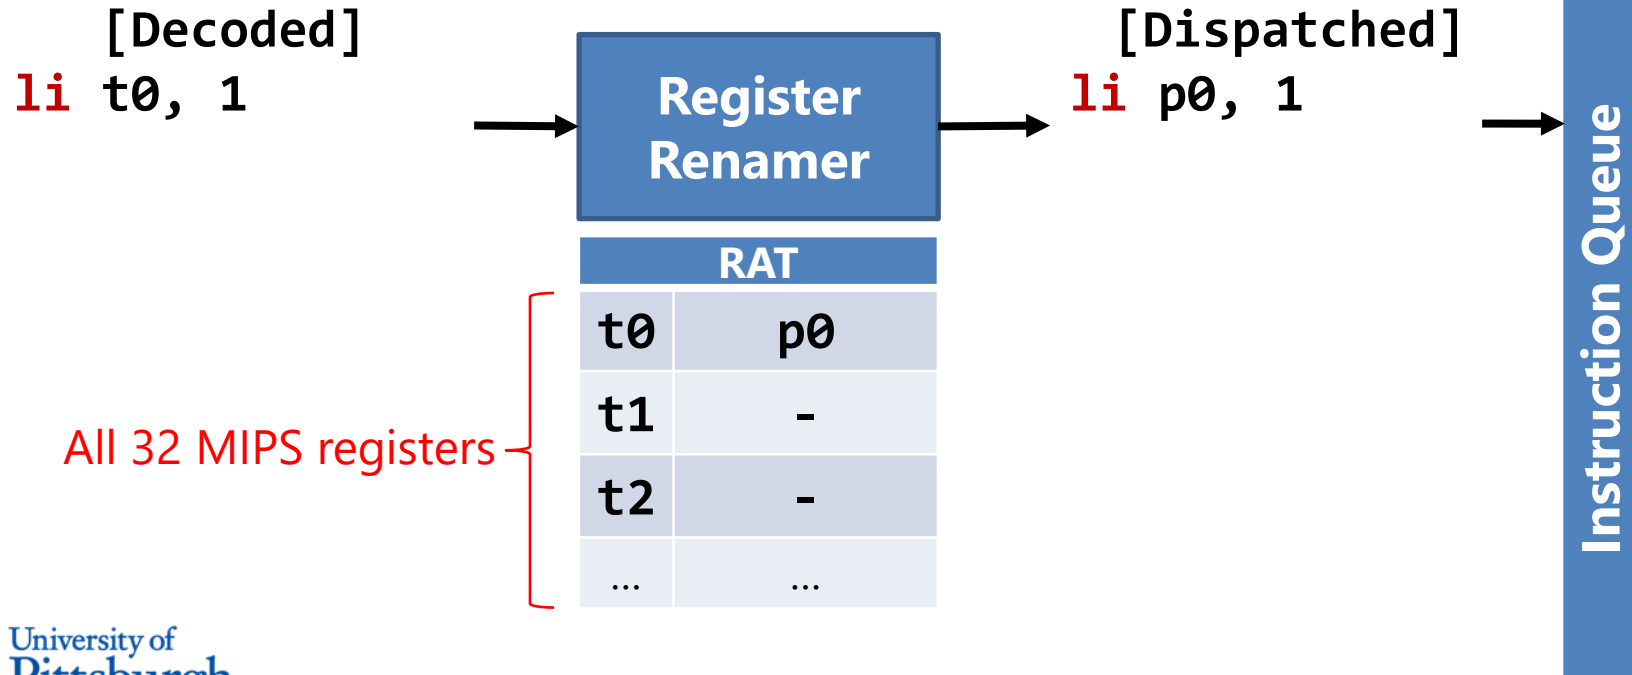 [Decoded]
li t0, 1
Register
Renamer
[Dispatched]
li p0, 1
Instruction Queue
RAT
t0 p0
t1 -
t2 -
... ...
All 32 MIPS registers
University of
Pittsburgh